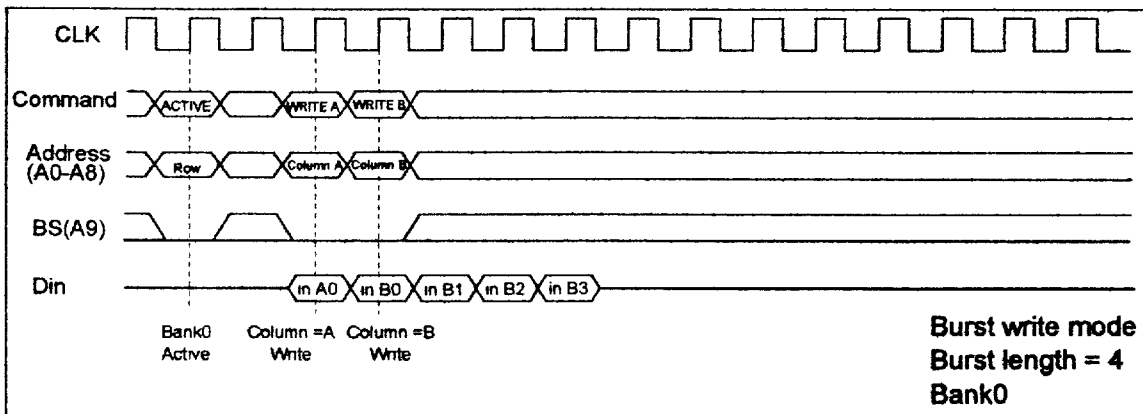 CLK
Command
ACTIVE
WRITE A
WRITE B
Address
(A0-A8)
Row
Column A
Column B
BS(A9)
Din
in A0
in B0
in B1
in B2
in B3
Bank0
Active
Column =A
Write
Column =B
Write
Burst write mode
Burst length = 4
Bank0